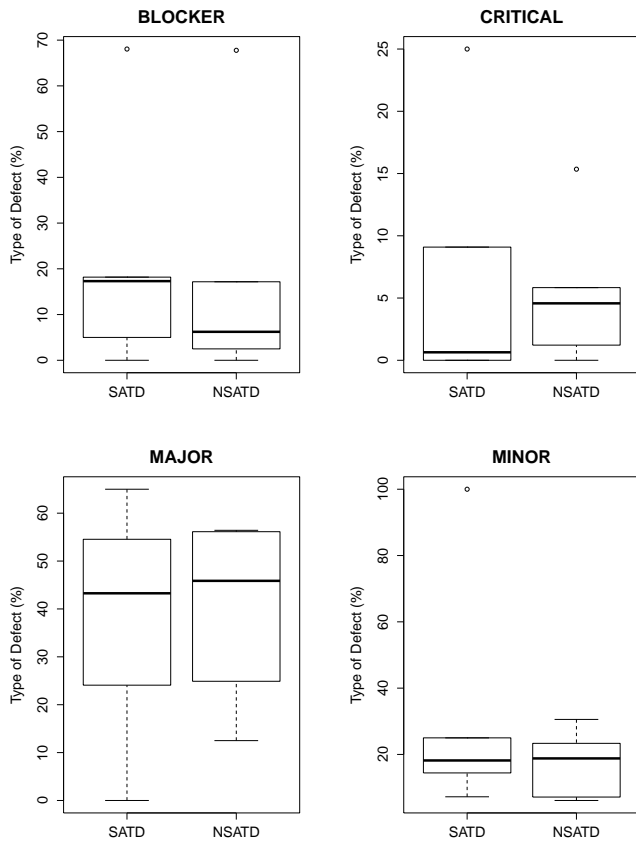 BLOCKER
Type of Defect (%)
70
60
50
40
30
20
10
0
SATD NSATD
CRITICAL
Type of Defect (%)
25
20
15
10
5
0
SATD NSATD
MAJOR
Type of Defect (%)
60
50
40
30
20
10
0
SATD NSATD
MINOR
Type of Defect (%)
100
80
60
40
20
SATD NSATD